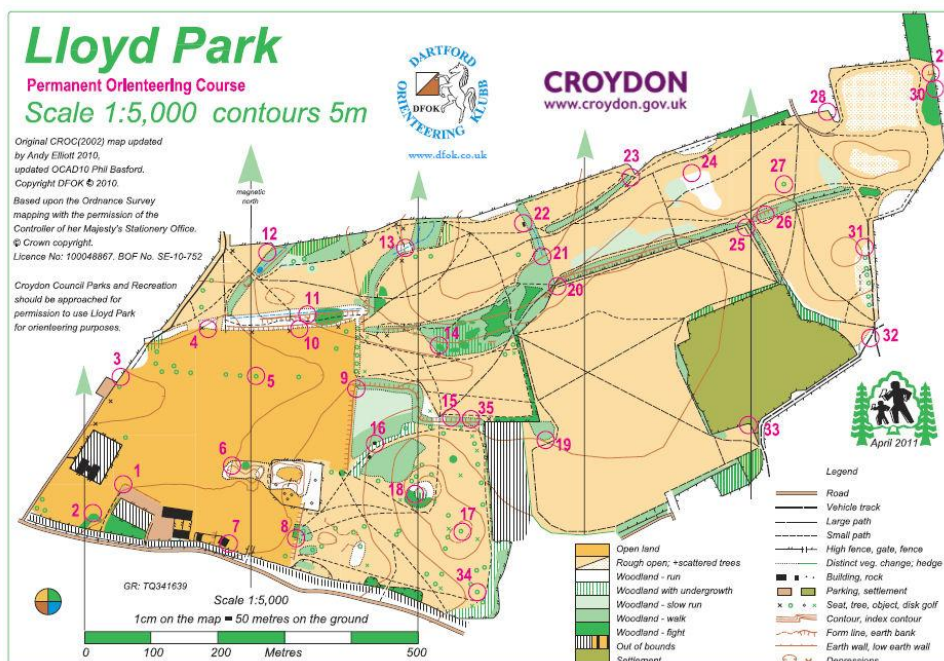 Lloyd Park
Permanent Orienteering Course
Scale 1:5,000 contours 5m
Original CROC(2002) map updated
by Andy Elliott 2010,
updated OCAD10 Phil Basford.
Copyright DFOK © 2010.
Based upon the Ordnance Survey
mapping with the permission of the
Controller of her Majesty's Stationery Office.
© Crown copyright.
Licence No: 100048867, BOF No. SE-10-752
Croydon Council Parks and Recreation
should be approached for
permission to use Lloyd Park
for orienteering purposes.
DARTFORD
ORIENTEERING KLUBB
DFOK
www.dfok.co.uk
CROYDON
www.croydon.gov.uk
magnetic
north
30
28
23
24
27
22
26
12
13
25
31
21
20
11
4
10
14
32
3
5
9
15
35
16
19
33
6
1
18
2
17
7
8
34
April 2011
GR: TQ341639
Scale 1:5,000
1cm on the map = 50 metres on the ground
0 100 200 Metres 500
Open land
Rough open; +scattered trees
Woodland - run
Woodland with undergrowth
Woodland - slow run
Woodland - walk
Woodland - fight
Out of bounds
Settlement
Legend
Road
Vehicle track
Large path
Small path
High fence, gate, fence
Distinct veg. change; hedge
Building, rock
Parking, settlement
Seat, tree, object, disk golf
Contour, index contour
Form line, earth bank
Earth wall, low earth wall
Depressions